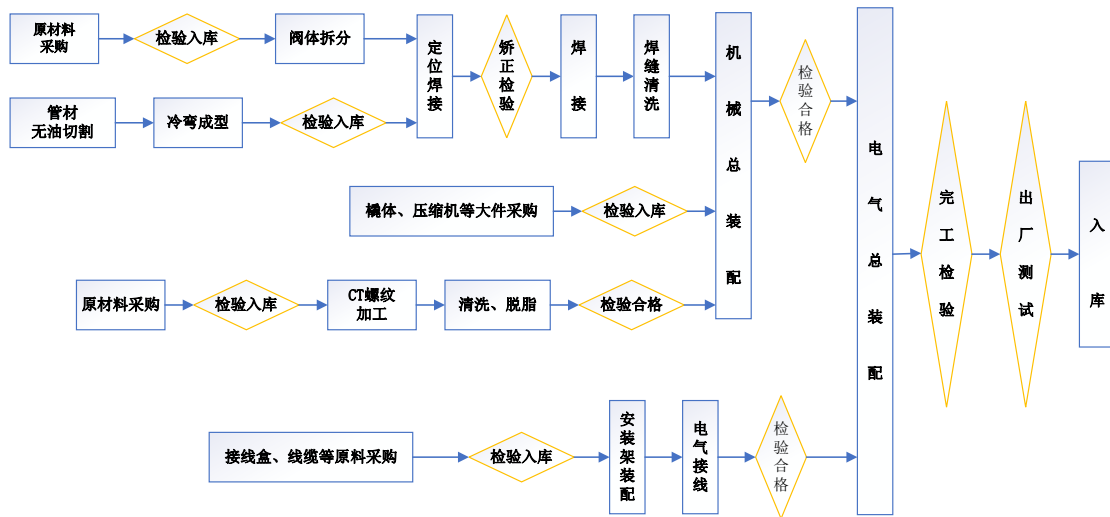 原材料
采购
检验入库
阀体拆分
管材
无油切割
冷弯成型
检验入库
定位焊接
矫正检验
焊接
焊缝清洗
橇体、压缩机等大件采购
检验入库
原材料采购
检验入库
CT螺纹
加工
清洗、脱脂
检验合格
机械总装配
检验合格
接线盒、线缆等原料采购
检验入库
安装架装配
电气接线
检验合格
电气总装配
完工检验
出厂测试
入库